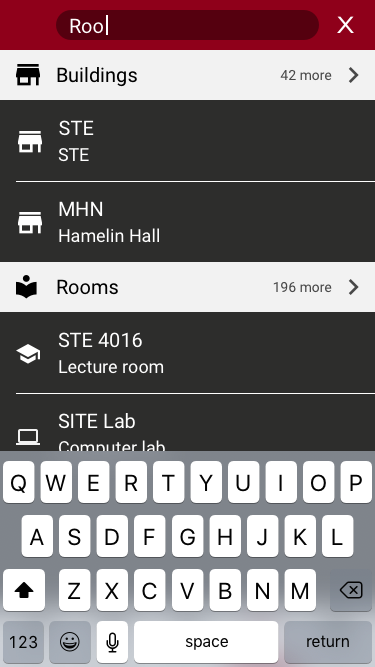 Roo X
Buildings 42 more
STE
STE
MHN
Hamelin Hall
Rooms 196 more
STE 4016
Lecture room
SITE Lab
Computer lab
Q W E R T Y U I O P
A S D F G H J K L
Z X C V B N M
123 space return